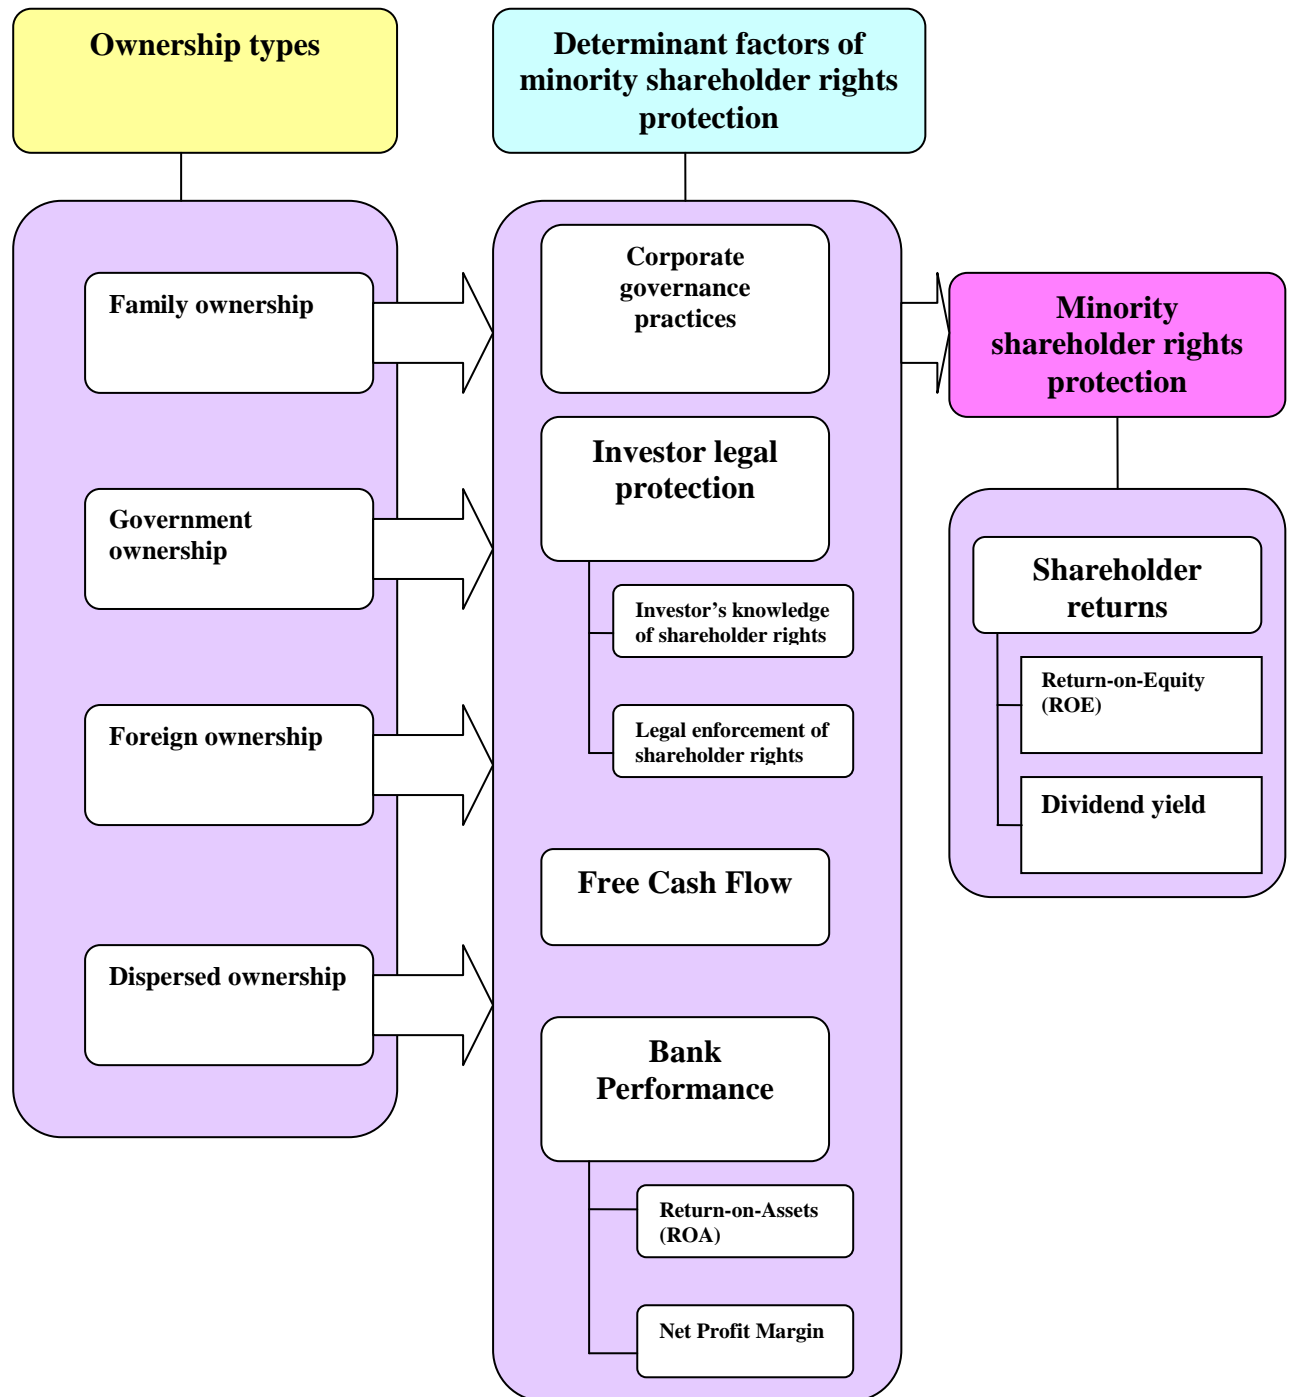 Ownership types
Determinant factors of
minority shareholder rights
protection
Family ownership
Government
ownership
Foreign ownership
Dispersed ownership
Corporate
governance
practices
Investor legal
protection
Investor’s knowledge
of shareholder rights
Legal enforcement of
shareholder rights
Free Cash Flow
Bank
Performance
Return-on-Assets
(ROA)
Net Profit Margin
Minority
shareholder rights
protection
Shareholder
returns
Return-on-Equity
(ROE)
Dividend yield